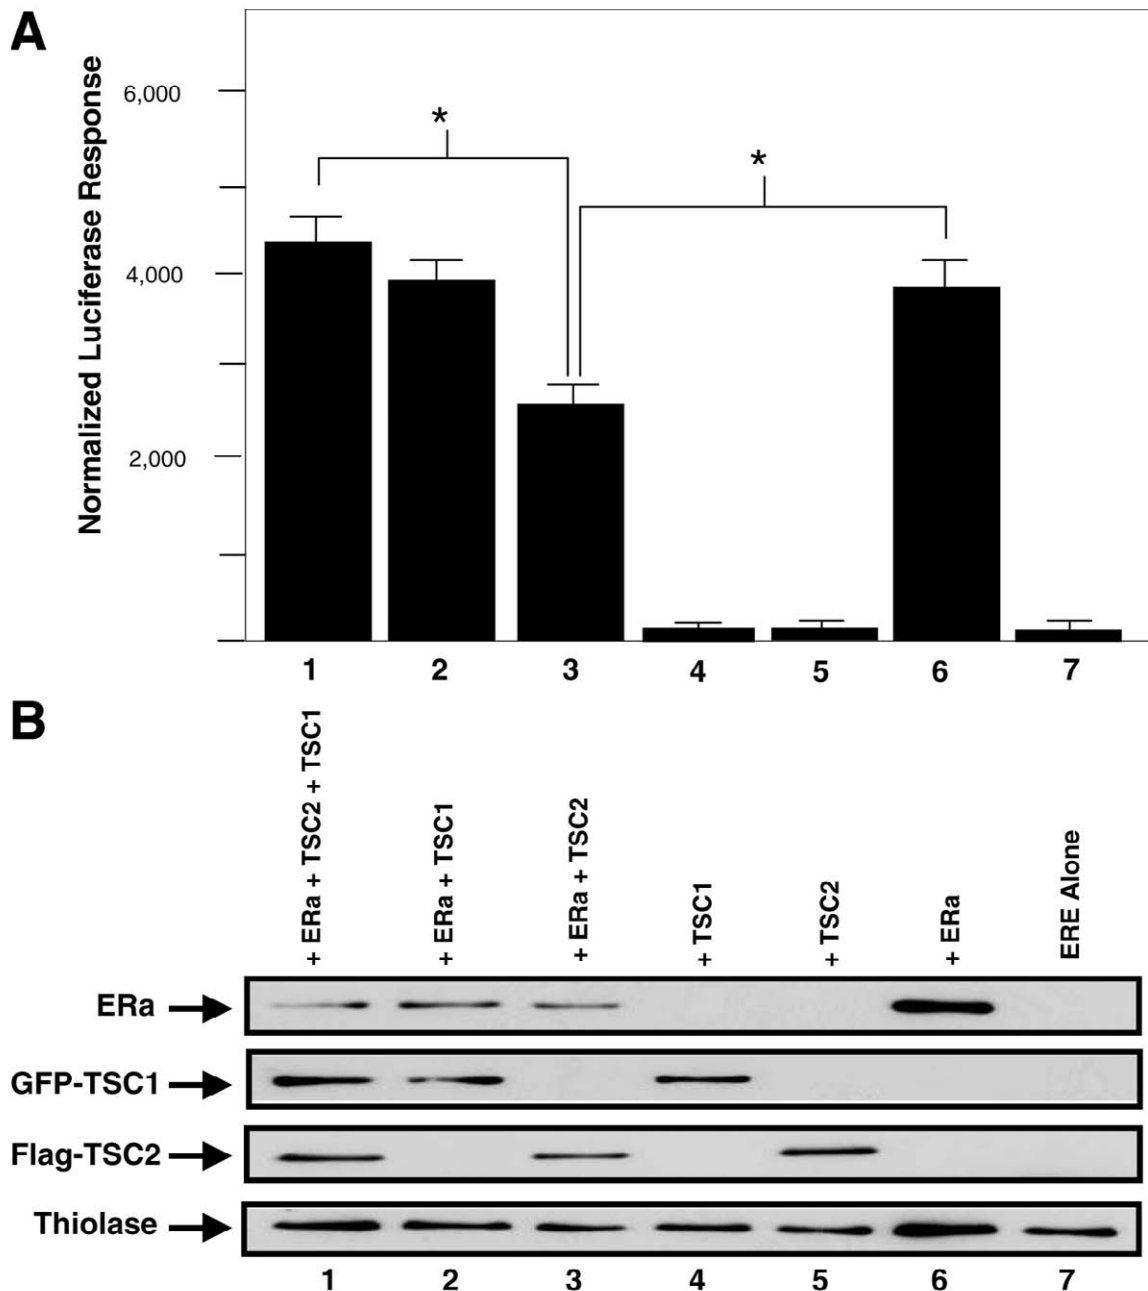 A
Normalized Luciferase Response
6,000
4,000
2,000
*
*
1 2 3 4 5 6 7
B
+ ERa + TSC2 + TSC1
+ ERa + TSC1
+ ERa + TSC2
+ TSC1
+ TSC2
+ ERa
ERE Alone
ERa
GFP-TSC1
Flag-TSC2
Thiolase
1 2 3 4 5 6 7